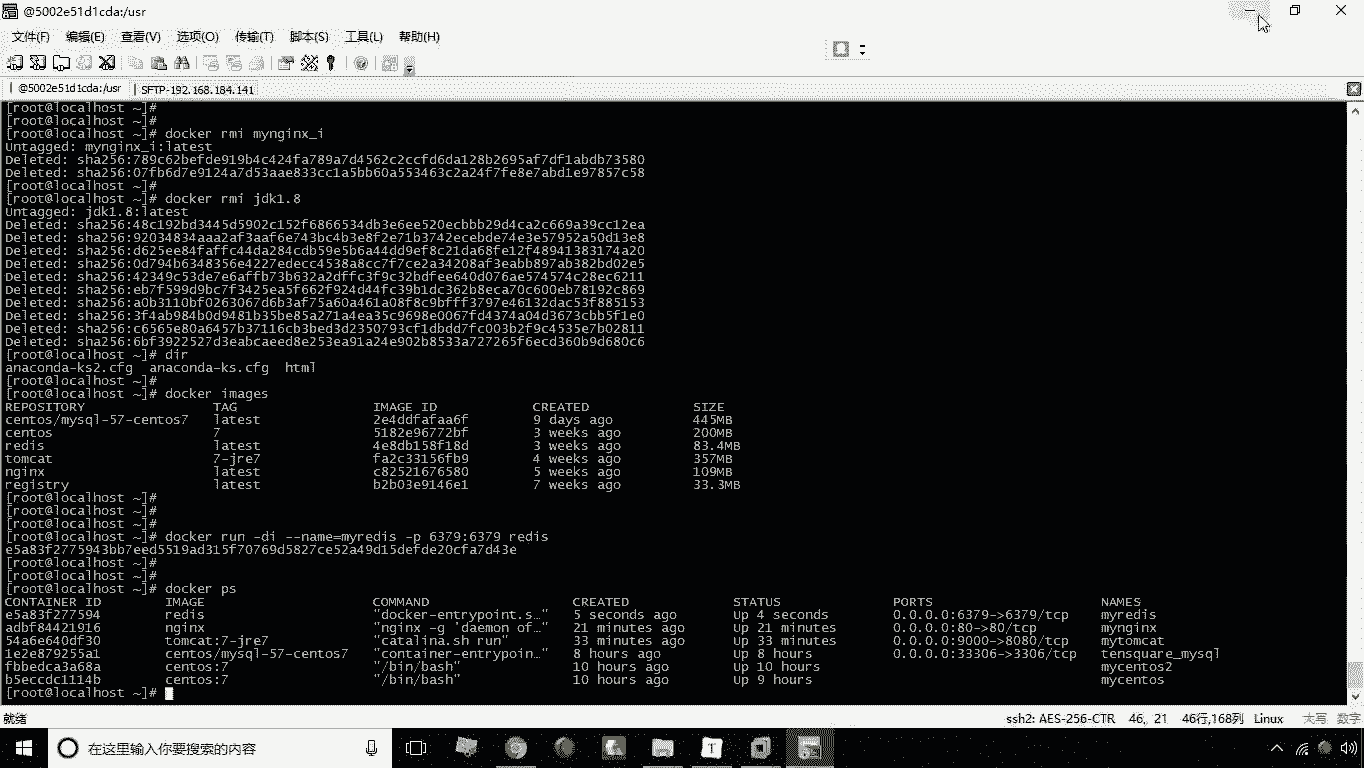 @5002e51d1cda:/usr
文件(F) 编辑(E) 查看(V) 选项(O) 传输(T) 脚本(S) 工具(L) 帮助(H)
@5002e51d1cda:/usr SFTP-192.168.184.141
[root@localhost ~]#
[root@localhost ~]#
[root@localhost ~]# docker rmi mynginx_i
Untagged: mynginx_i:latest
Deleted: sha256:789c62befde919b4c424fa789a7d4562c2ccfd6da128b2695af7df1abdb73580
Deleted: sha256:07fb6d7e9124a7d53aae833cc1a5bb60a553463c2a24f7fe8e7abd1e97857c58
[root@localhost ~]#
[root@localhost ~]# docker rmi jdk1.8
Untagged: jdk1.8:latest
Deleted: sha256:48c192bd3445d5902c152f6866534db3e6ee520ecbbb29d4ca2c669a39cc12ea
Deleted: sha256:92034834aaa2af3aaf6e743bc4b3e8f2e71b3742ecebde74e3e57952a50d13e8
Deleted: sha256:d625ee84faffc44da284cdb59e5b6a44dd9ef8c21da68fe12f48941383174a20
Deleted: sha256:0d794b6348356e4227edecc4538a8cc7f7ce2a34208af3eabb897ab382bd02e5
Deleted: sha256:42349c53de7e6affb73b632a2dffc3f9c32bdfee640d076ae574574c28ec6211
Deleted: sha256:eb7f599d9bc7f3425ea5f662f924d44fc39b1dc362b8eca70c600eb78192c869
Deleted: sha256:a0b3110bf0263067d6b3af75a60a461a08f8c9bfff3797e46132dac53f885153
Deleted: sha256:3f4ab984b0d9481b35be85a271a4ea35c9698e0067fd4374a04d3673cbb5f1e0
Deleted: sha256:c6565e80a6457b37116cb3bed3d2350793cf1dbdd7fc003b2f9c4535e7b02811
Deleted: sha256:6bf3922527d3eabcaeed8e253ea91a24e902b8533a727265f6ecd360b9d680c6
[root@localhost ~]# dir
anaconda-ks2.cfg anaconda-ks.cfg html
[root@localhost ~]#
[root@localhost ~]# docker images
REPOSITORY TAG IMAGE ID CREATED SIZE
centos/mysql-57-centos7 latest 2e4ddfafaa6f 9 days ago 445MB
centos 7 5182e96772bf 3 weeks ago 200MB
redis latest 4e8db158f18d 3 weeks ago 83.4MB
tomcat 7-jre7 fa2c33156fb9 4 weeks ago 357MB
nginx latest c82521676580 5 weeks ago 109MB
registry latest b2b03e9146e1 7 weeks ago 33.3MB
[root@localhost ~]#
[root@localhost ~]#
[root@localhost ~]#
[root@localhost ~]# docker run -di --name=myredis -p 6379:6379 redis
e5a83f2775943bb7eed5519ad315f70769d5827ce52a49d15defde20cfa7d43e
[root@localhost ~]#
[root@localhost ~]#
[root@localhost ~]# docker ps
CONTAINER ID IMAGE COMMAND CREATED STATUS PORTS NAMES
e5a83f277594 redis "docker-entrypoint.s…" 5 seconds ago Up 4 seconds 0.0.0.0:6379->6379/tcp myredis
adbf84421916 nginx "nginx -g 'daemon of…" 21 minutes ago Up 21 minutes 0.0.0.0:80->80/tcp mynginx
54a6e640df30 tomcat:7-jre7 "catalina.sh run" 33 minutes ago Up 33 minutes 0.0.0.0:9000->8080/tcp mytomcat
1e2e879255a1 centos/mysql-57-centos7 "container-entrypoin…" 8 hours ago Up 8 hours 0.0.0.0:33306->3306/tcp tensquare_mysql
fbbedca3a68a centos:7 "/bin/bash" 10 hours ago Up 10 hours mycentos2
b5eccdc1114b centos:7 "/bin/bash" 10 hours ago Up 9 hours mycentos
[root@localhost ~]#
就绪 ssh2: AES-256-CTR 46, 21 46行,168列 Linux 大写 数字
在这里输入你要搜索的内容